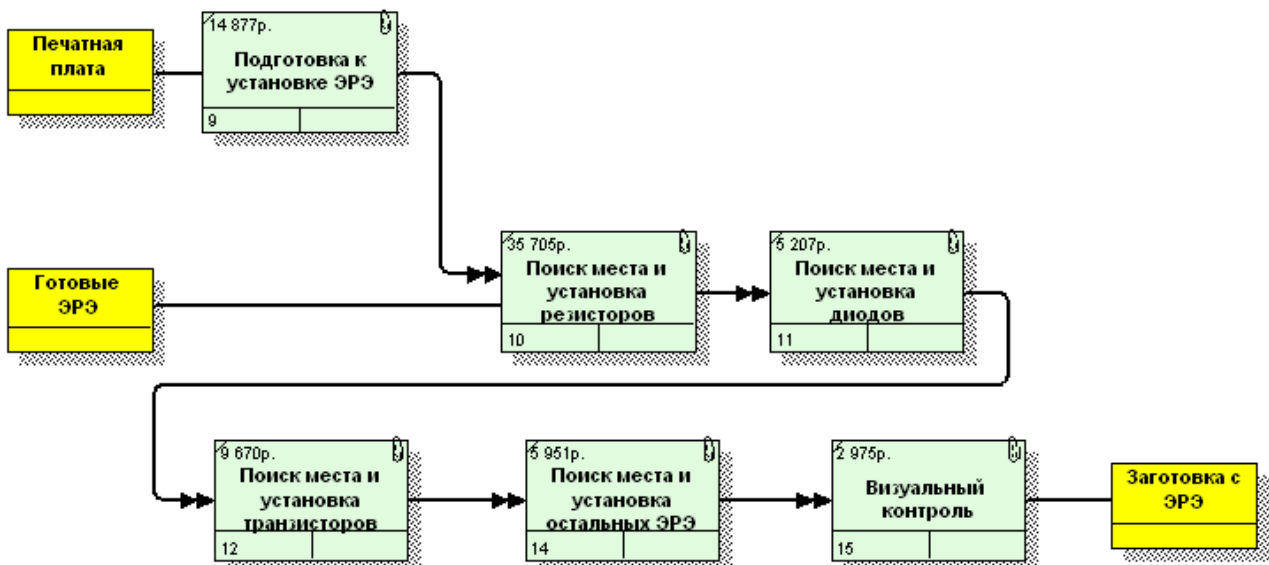 Печатная
плата
14 877р.
Подготовка к
установке ЭРЭ
9
Готовые
ЭРЭ
35 705р.
Поиск места и
установка
резисторов
10
5 207р.
Поиск места и
установка
диодов
11
9 670р.
Поиск места и
установка
транзисторов
12
5 951р.
Поиск места и
установка
остальных ЭРЭ
14
2 975р.
Визуальный
контроль
15
Заготовка с
ЭРЭ